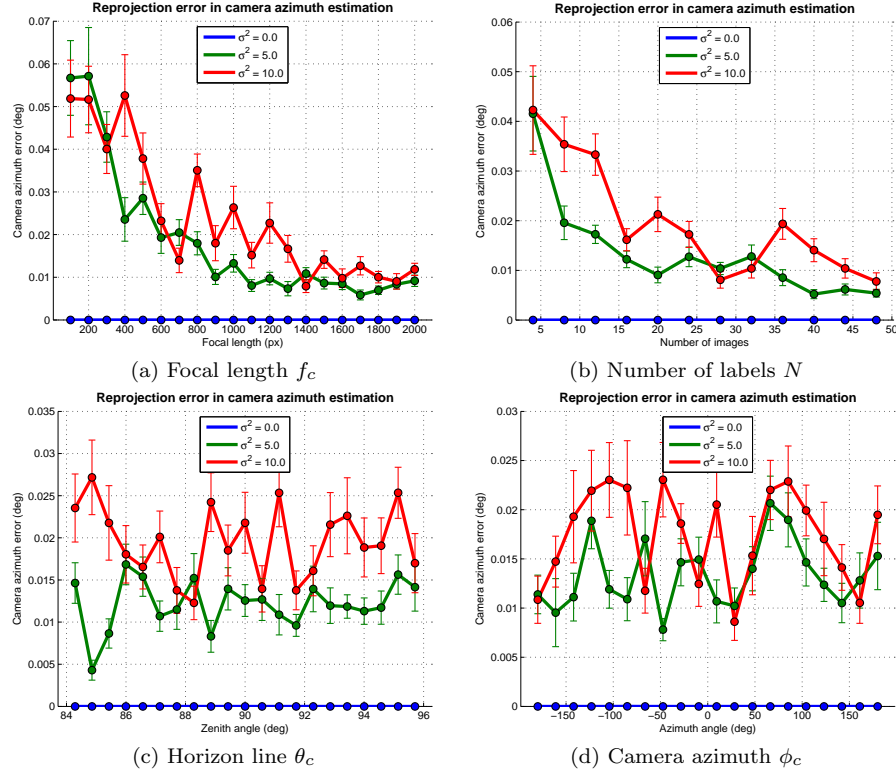 Reprojection error in camera azimuth estimation
Camera azimuth error (deg)
0.07
0.06
0.05
0.04
0.03
0.02
0.01
0
σ² = 0.0
σ² = 5.0
σ² = 10.0
200 400 600 800 1000 1200 1400 1600 1800 2000
Focal length (px)
(a) Focal length f_c
Reprojection error in camera azimuth estimation
Camera azimuth error (deg)
0.06
0.05
0.04
0.03
0.02
0.01
0
σ² = 0.0
σ² = 5.0
σ² = 10.0
5 10 15 20 25 30 35 40 45 50
Number of images
(b) Number of labels N
Reprojection error in camera azimuth estimation
Camera azimuth error (deg)
0.035
0.03
0.025
0.02
0.015
0.01
0.005
0
σ² = 0.0
σ² = 5.0
σ² = 10.0
84 86 88 90 92 94 96
Zenith angle (deg)
(c) Horizon line θ_c
Reprojection error in camera azimuth estimation
Camera azimuth error (deg)
0.03
0.025
0.02
0.015
0.01
0.005
0
σ² = 0.0
σ² = 5.0
σ² = 10.0
−150 −100 −50 0 50 100 150
Azimuth angle (deg)
(d) Camera azimuth ϕ_c